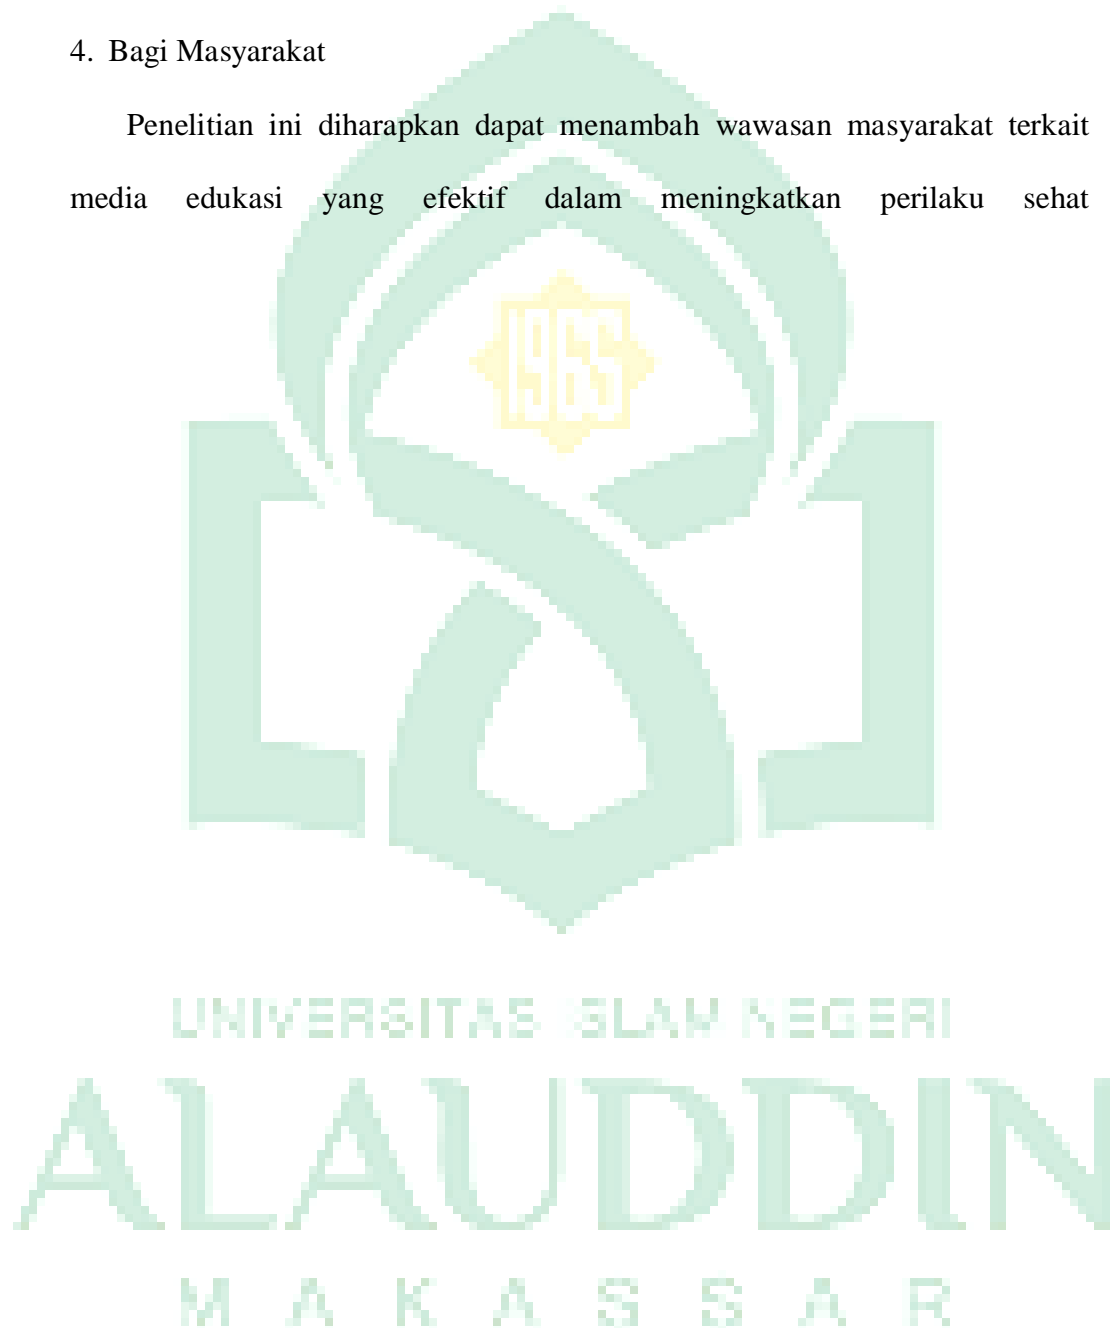 4. Bagi Masyarakat
Penelitian ini diharapkan dapat menambah wawasan masyarakat terkait
media edukasi yang efektif dalam meningkatkan perilaku sehat
1965
UNIVERSITAS ISLAM NEGERI
ALAUDDIN
MAKASSAR